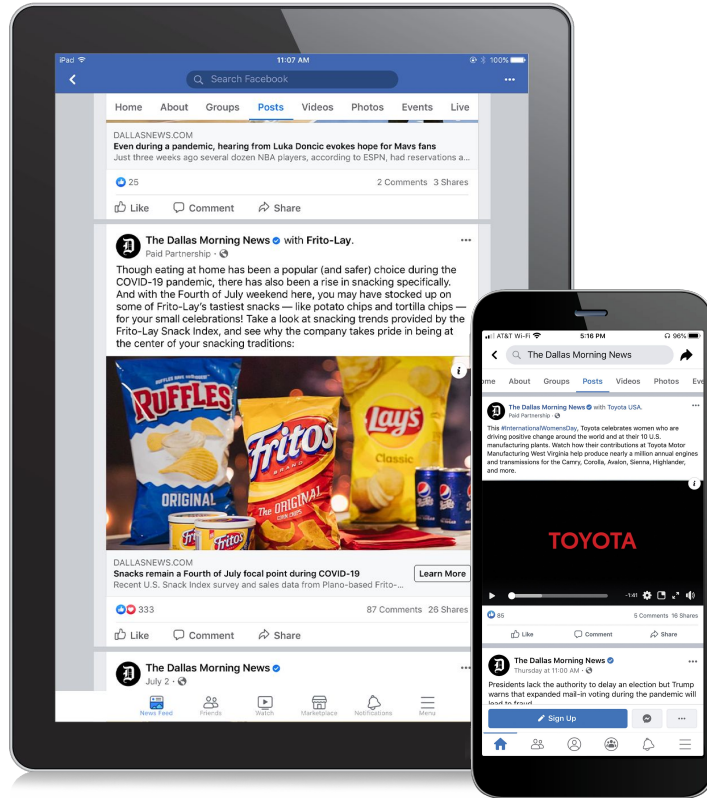 iPad
11:07 AM
100%
Search Facebook
Home About Groups Posts Videos Photos Events Live
DALLASNEWS.COM
Even during a pandemic, hearing from Luka Doncic evokes hope for Mavs fans
Just three weeks ago several dozen NBA players, according to ESPN, had reservations a...
25
2 Comments 3 Shares
Like Comment Share
The Dallas Morning News with Frito-Lay.
Paid Partnership
Though eating at home has been a popular (and safer) choice during the
COVID-19 pandemic, there has also been a rise in snacking specifically.
And with the Fourth of July weekend here, you may have stocked up on
some of Frito-Lay's tastiest snacks — like potato chips and tortilla chips —
for your small celebrations! Take a look at snacking trends provided by the
Frito-Lay Snack Index, and see why the company takes pride in being at
the center of your snacking traditions:
RUFFLES
ORIGINAL
Fritos
BRAND
The ORIGINAL
CORN CHIPS
Lay's
Classic
pepsi
pepsi
Fritos
Fritos
DALLASNEWS.COM
Snacks remain a Fourth of July focal point during COVID-19
Recent U.S. Snack Index survey and sales data from Plano-based Frito-...
Learn More
333
87 Comments 26 Shares
Like Comment Share
The Dallas Morning News
July 2
News Feed Friends Watch Marketplace Notifications Menu
AT&T Wi-Fi
5:16 PM
96%
The Dallas Morning News
ome About Groups Posts Videos Photos Eve
The Dallas Morning News with Toyota USA.
Paid Partnership
This #InternationalWomensDay, Toyota celebrates women who are
driving positive change around the world and at their 10 U.S.
manufacturing plants. Watch how their contributions at Toyota Motor
Manufacturing West Virginia help produce nearly a million annual engines
and transmissions for the Camry, Corolla, Avalon, Sienna, Highlander,
and more.
TOYOTA
-1:41
85
5 Comments 16 Shares
Like Comment Share
The Dallas Morning News
Thursday at 11:00 AM
Presidents lack the authority to delay an election but Trump
warns that expanded mail-in voting during the pandemic will
lead to fraud
Sign Up